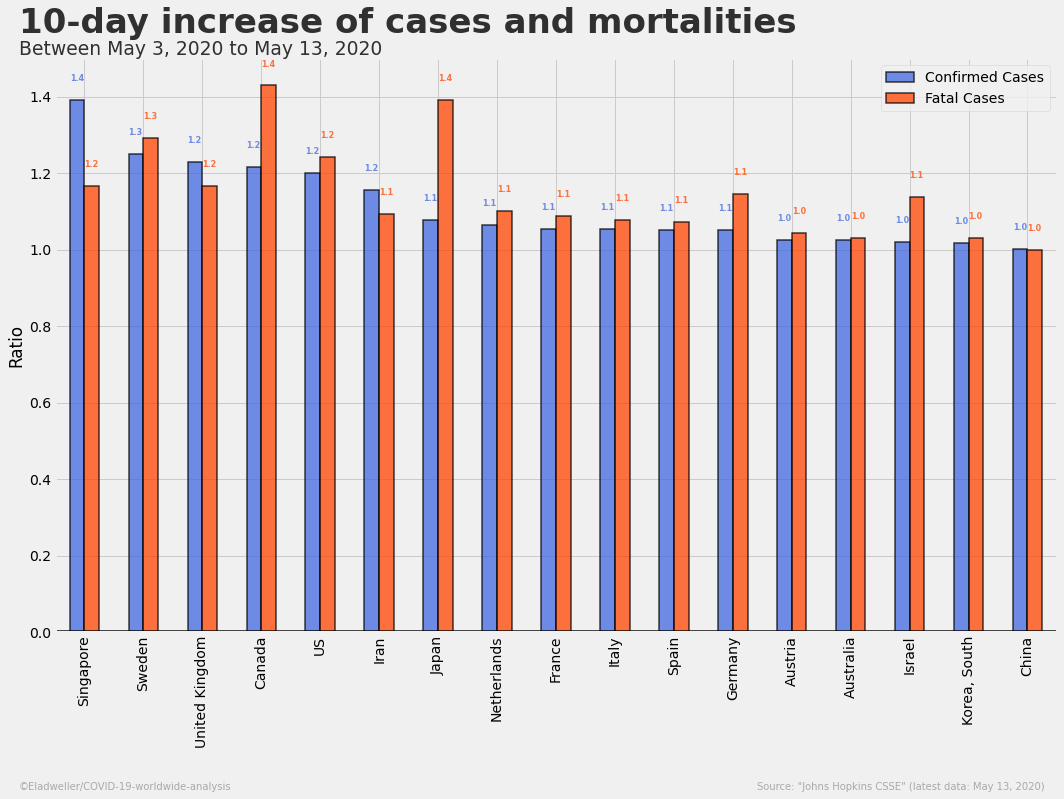 10-day increase of cases and mortalities
Between May 3, 2020 to May 13, 2020
Confirmed Cases
Fatal Cases
Ratio
1.4
1.2
1.0
0.8
0.6
0.4
0.2
0.0
1.4 1.2 1.3 1.3 1.2 1.2 1.2 1.4 1.2 1.2 1.2 1.1 1.1 1.4 1.1 1.1 1.1 1.1 1.1 1.1 1.1 1.1 1.1 1.1 1.0 1.0 1.0 1.0 1.0 1.1 1.0 1.0 1.0 1.0
Singapore
Sweden
United Kingdom
Canada
US
Iran
Japan
Netherlands
France
Italy
Spain
Germany
Austria
Australia
Israel
Korea, South
China
©Eladweller/COVID-19-worldwide-analysis
Source: "Johns Hopkins CSSE" (latest data: May 13, 2020)